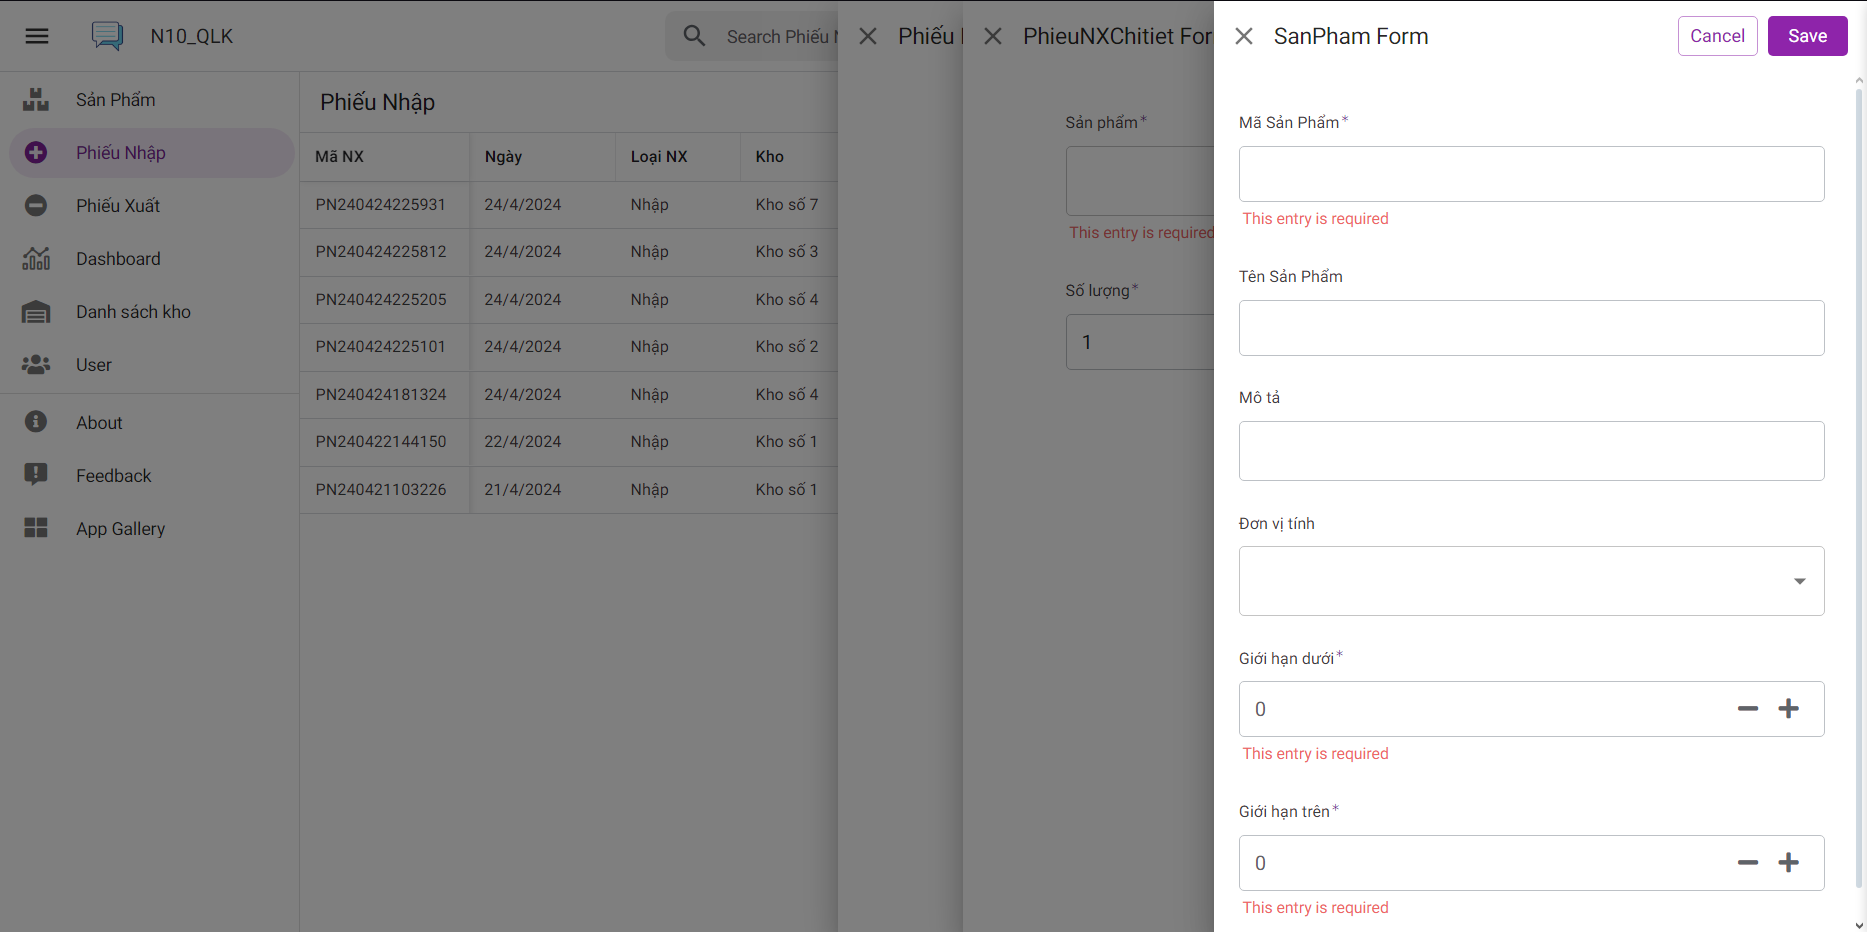 N10_QLK
Search Phiếu
Sản Phẩm
Phiếu Nhập
Phiếu Xuất
Dashboard
Danh sách kho
User
About
Feedback
App Gallery
Phiếu Nhập
Mã NX Ngày Loại NX Kho
PN240424225931 24/4/2024 Nhập Kho số 7
PN240424225812 24/4/2024 Nhập Kho số 3
PN240424225205 24/4/2024 Nhập Kho số 4
PN240424225101 24/4/2024 Nhập Kho số 2
PN240424181324 24/4/2024 Nhập Kho số 4
PN240422144150 22/4/2024 Nhập Kho số 1
PN240421103226 21/4/2024 Nhập Kho số 1
Phiếu
PhieuNXChitiet For
Sản phẩm*
This entry is required
Số lượng*
1
SanPham Form
Cancel
Save
Mã Sản Phẩm*
This entry is required
Tên Sản Phẩm
Mô tả
Đơn vị tính
Giới hạn dưới*
0
This entry is required
Giới hạn trên*
0
This entry is required